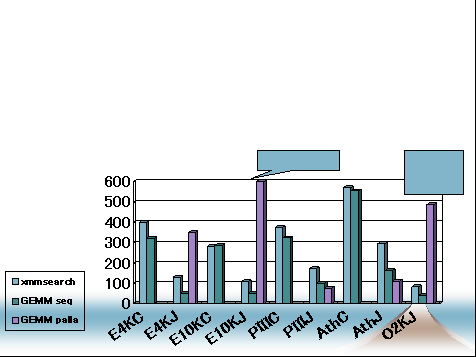 600
500
400
300
200
100
0
E4KC
E4KJ
E10KC
E10KJ
PIIIC
PIIIJ
AthC
AthJ
O2KJ
xmmsearch
GEMM seq
GEMM palla